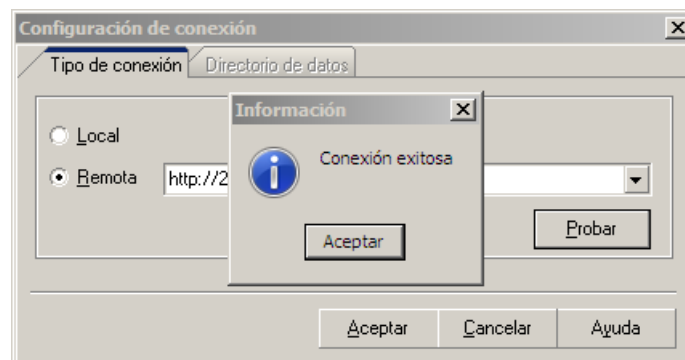 Configuración de conexión
Tipo de conexión
Directorio de datos
Información
Conexión exitosa
Aceptar
Local
Remota
http://2
Probar
Aceptar
Cancelar
Ayuda